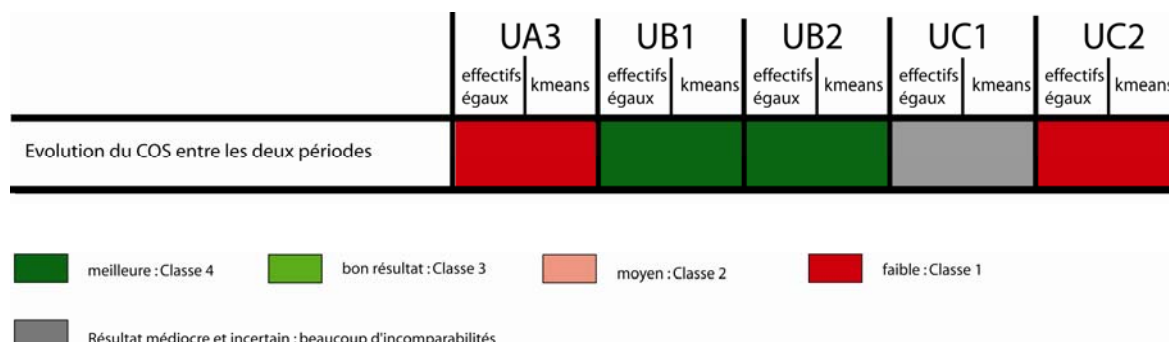 UA3 UB1 UB2 UC1 UC2
effectifs égaux kmeans effectifs égaux kmeans effectifs égaux kmeans effectifs égaux kmeans effectifs égaux kmeans
Evolution du COS entre les deux périodes
meilleure : Classe 4 bon résultat : Classe 3 moyen : Classe 2 faible : Classe 1
Résultat médiocre et incertain : beaucoup d'incomparabilités